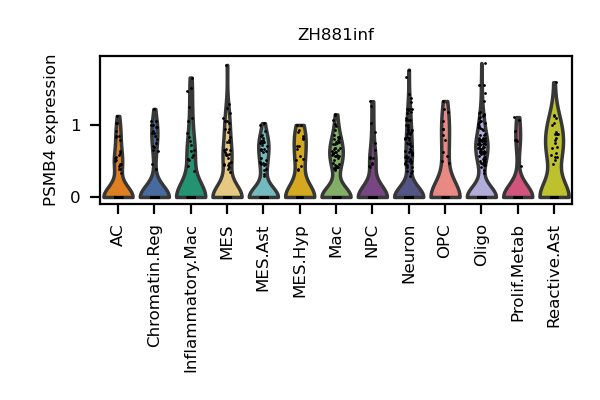 ZH881inf
PSMB4 expression
1
0
AC
Chromatin.Reg
Inflammatory.Mac
MES
MES.Ast
MES.Hyp
Mac
NPC
Neuron
OPC
Oligo
Prolif.Metab
Reactive.Ast